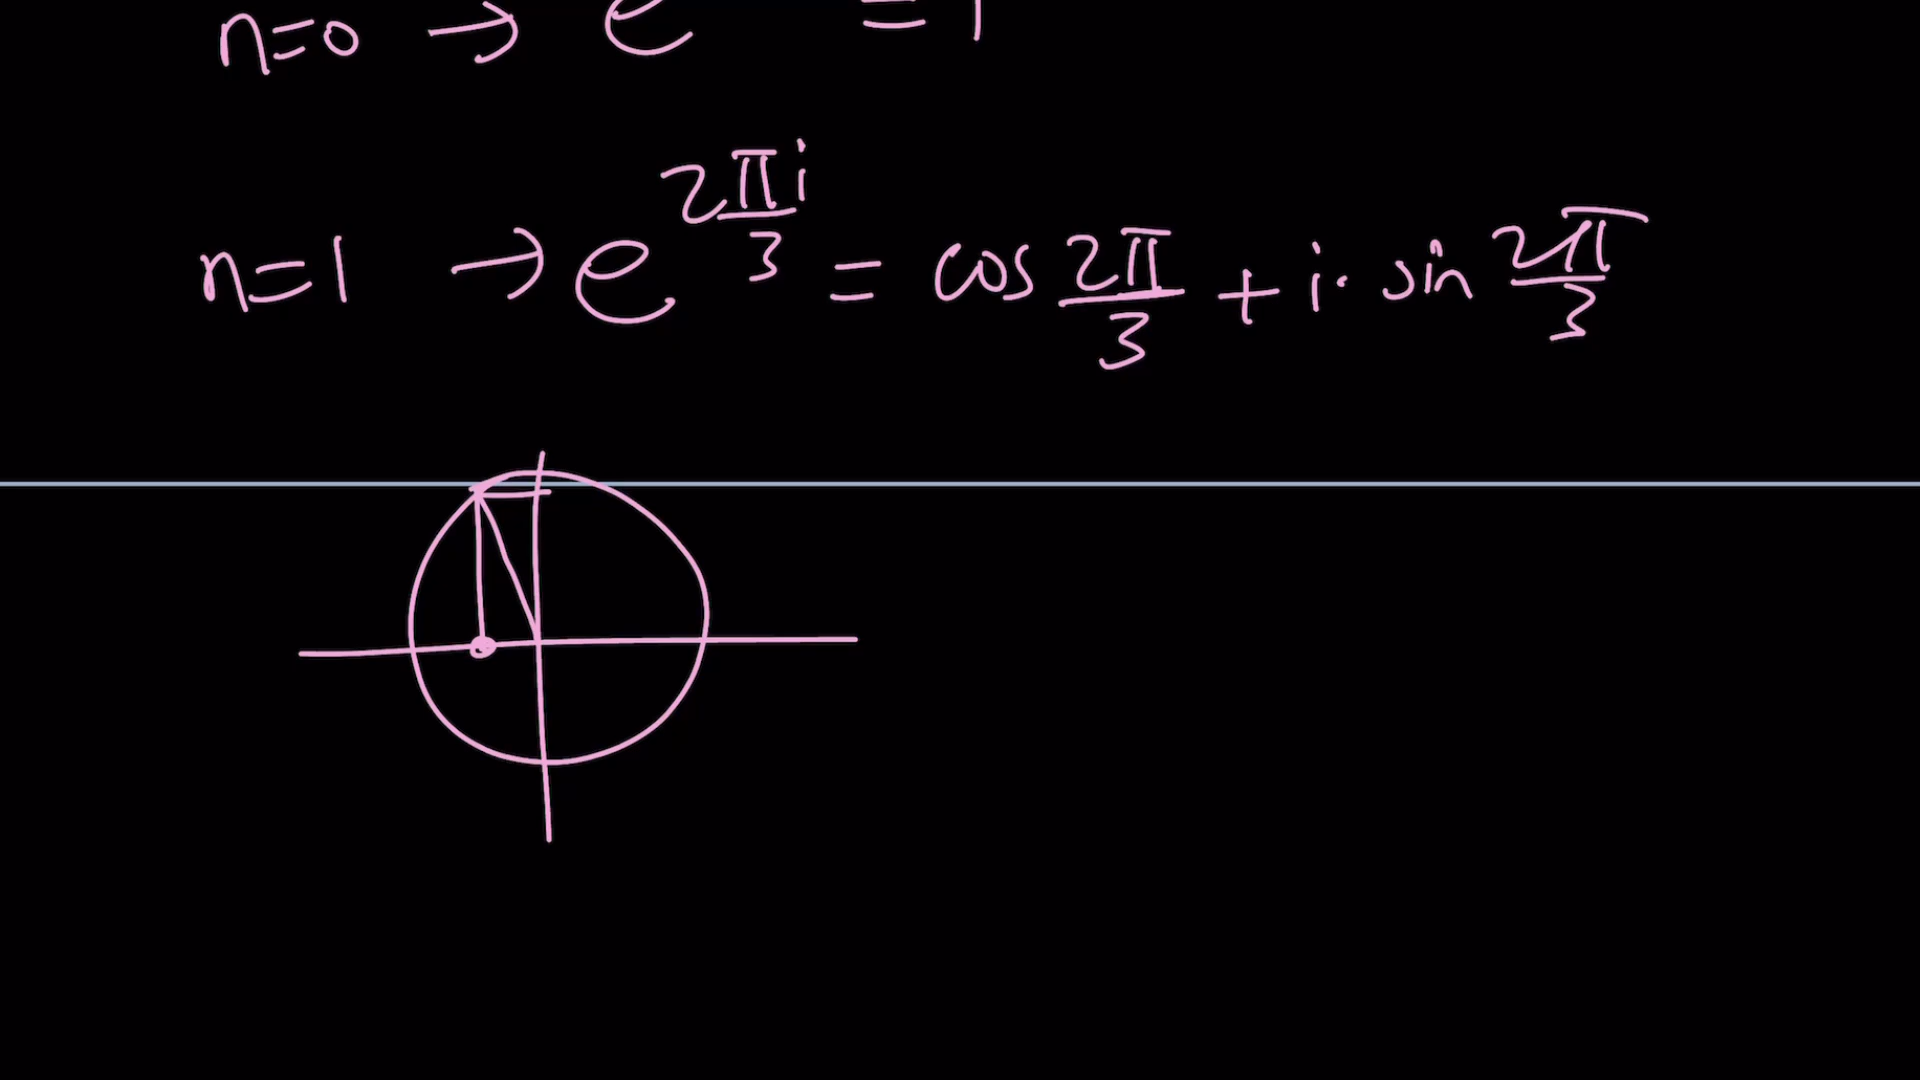 n=0 → e = 1
n=1 → e^(2πi/3) = cos 2π/3 + i · sin 2π/3